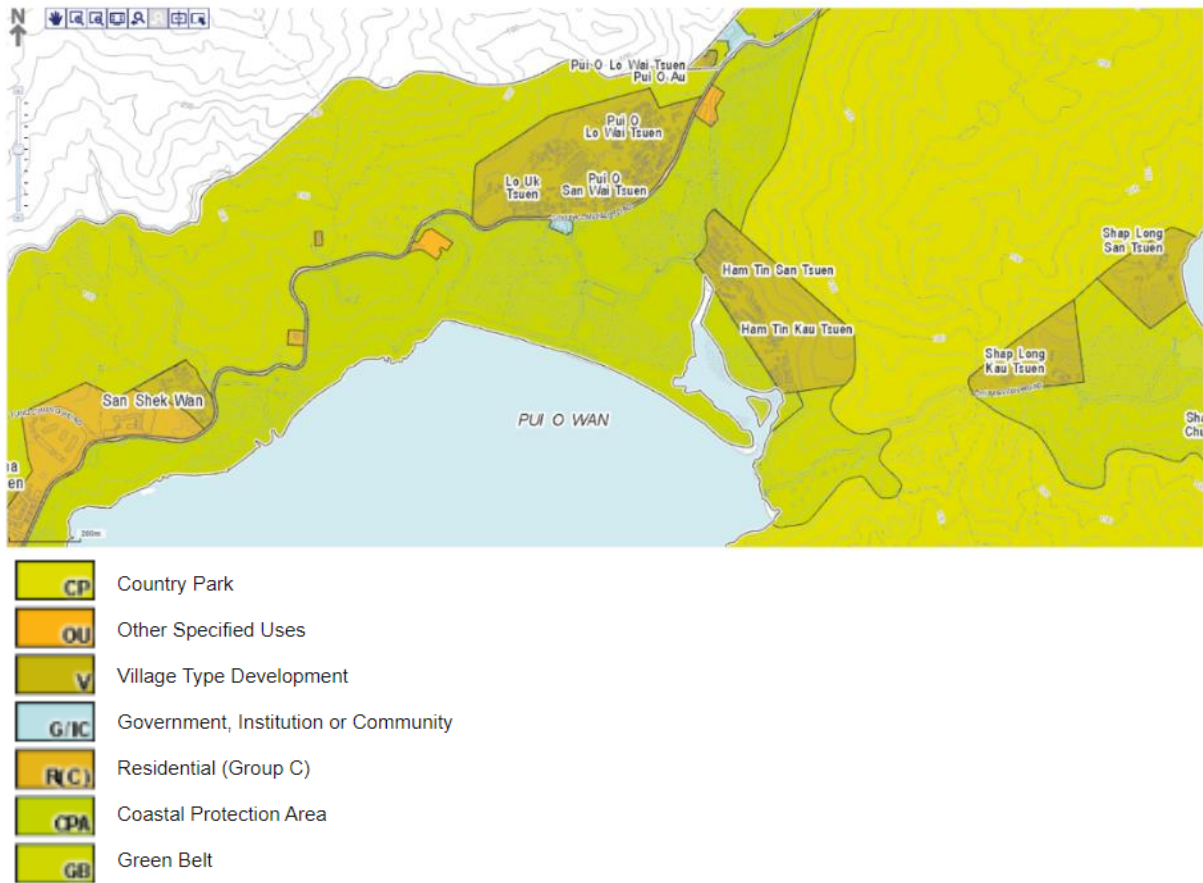 N
Pui O Lo Wai Tsuen
Pui O Au
Pui O
Lo Wai Tsuen
Lo Uk
Tsuen
Pui O
San Wai Tsuen
Ham Tin San Tsuen
Ham Tin Kau Tsuen
Shap Long
San Tsuen
Shap Long
Kau Tsuen
San Shek Wan
PUI O WAN
200m
CP Country Park
OU Other Specified Uses
V Village Type Development
G/IC Government, Institution or Community
R(C) Residential (Group C)
CPA Coastal Protection Area
GB Green Belt